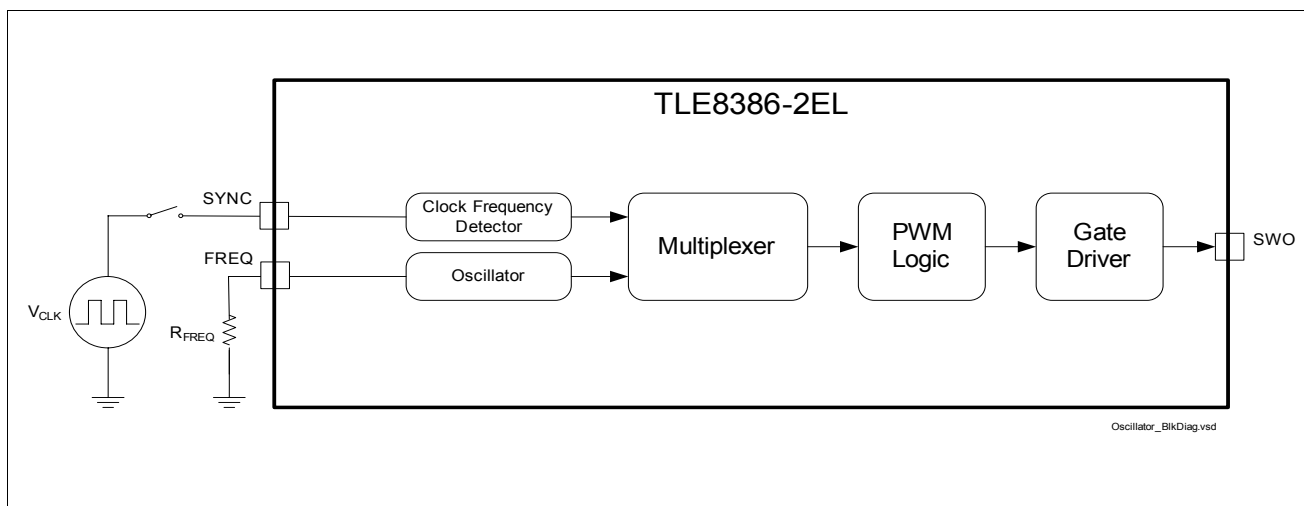 TLE8386-2EL
SYNC
Clock Frequency
Detector
FREQ
Oscillator
Multiplexer
PWM
Logic
Gate
Driver
SWO
VCLK
RFREQ
Oscillator_BlkDiag.vsd